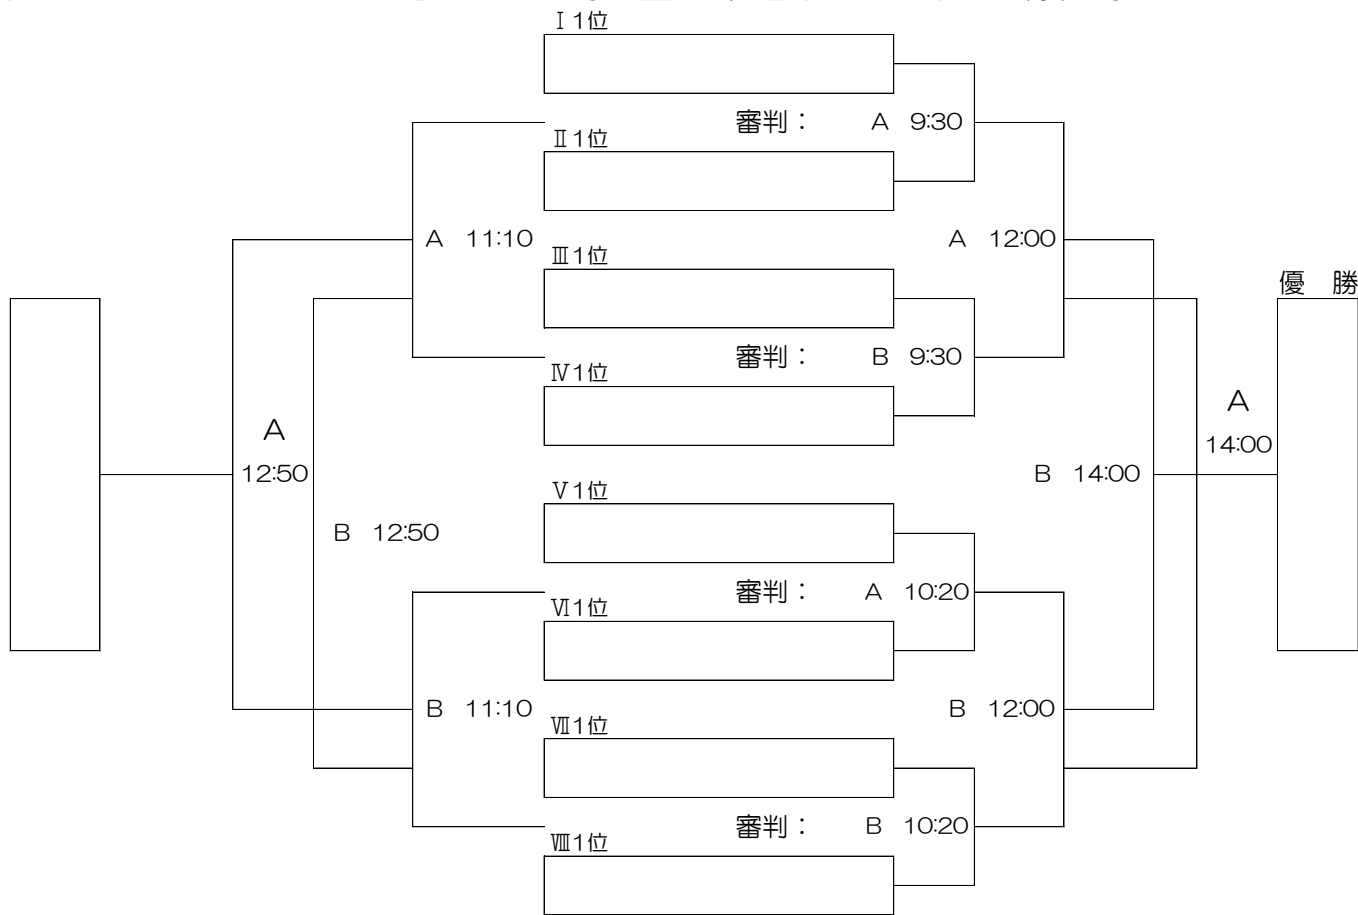 Ⅰ1位
審判： A 9:30
Ⅱ1位
A 11:10
A 12:00
Ⅲ1位
優 勝
審判： B 9:30
Ⅳ1位
A
12:50
A
14:00
B 14:00
Ⅴ1位
B 12:50
審判： A 10:20
Ⅵ1位
B 11:10
B 12:00
Ⅶ1位
審判： B 10:20
Ⅷ1位